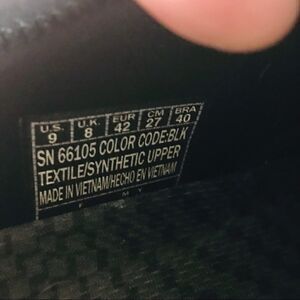 U.S. U.K. EUR CM BRA
9 8 42 27 40
SN 66105 COLOR CODE:BLK
TEXTILE/SYNTHETIC UPPER
MADE IN VIETNAM/HECHO EN VIETNAM